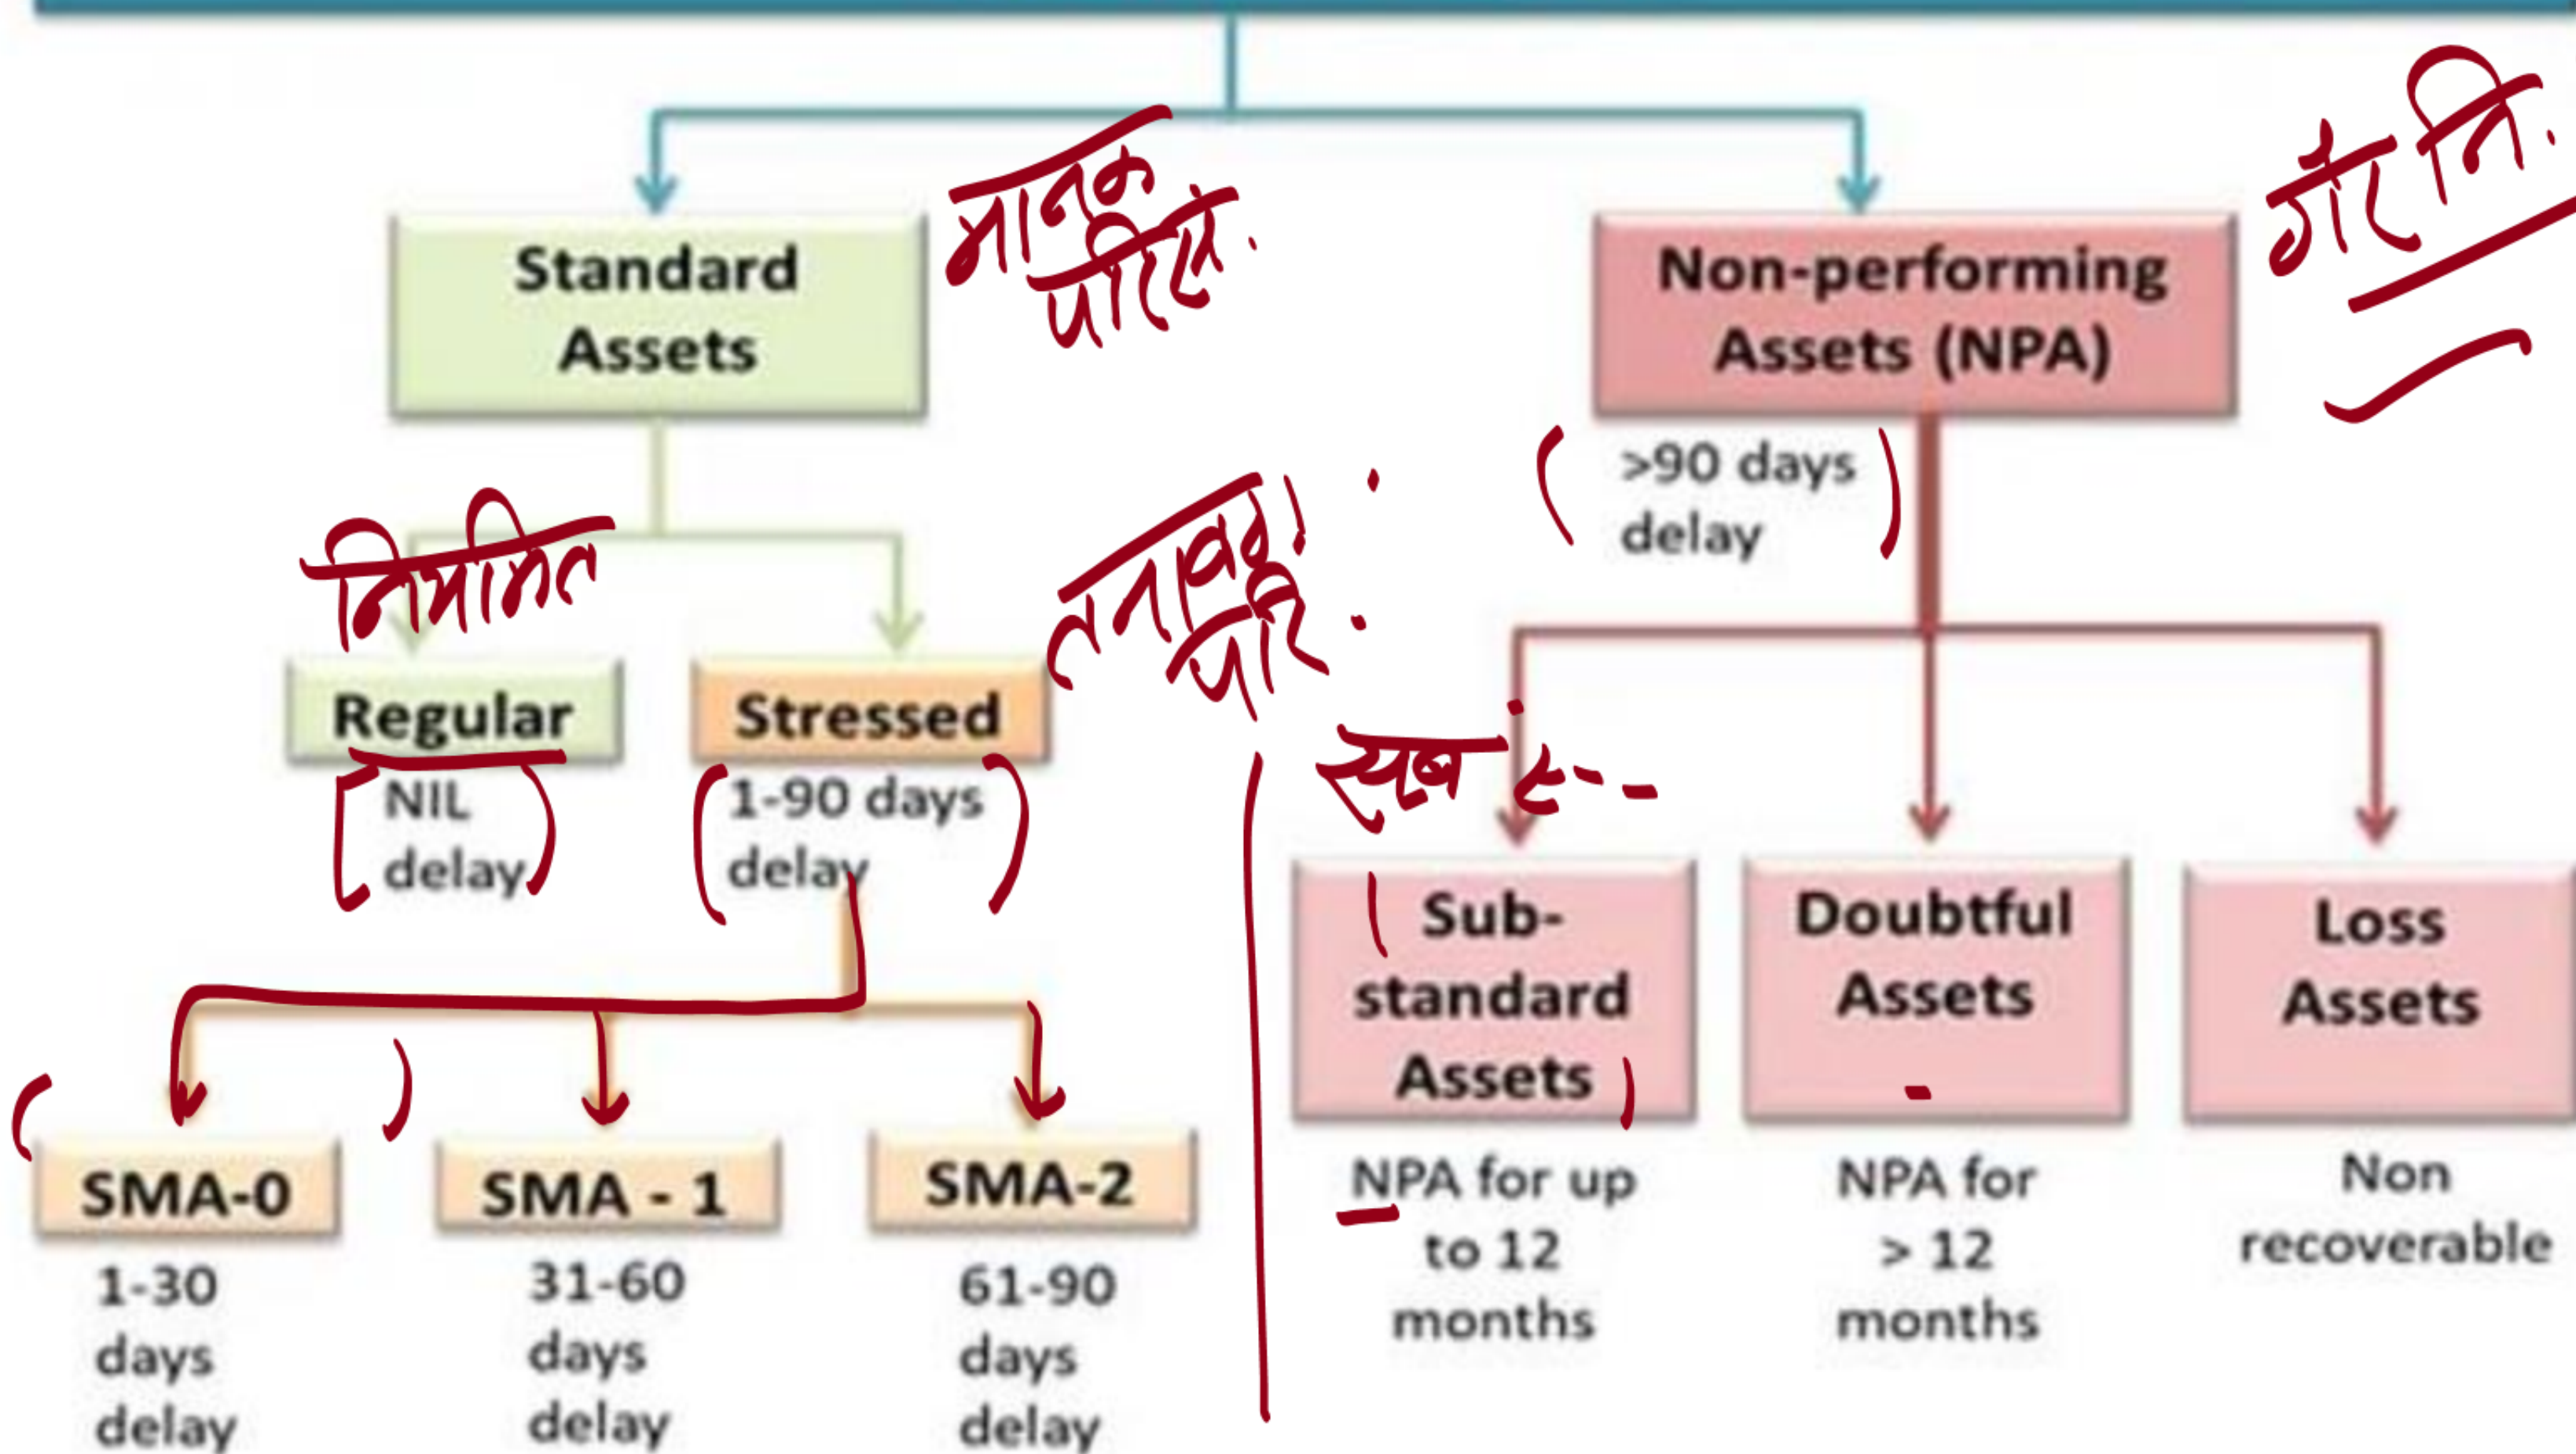 Standard
Assets
मानक
परिसं.
Non-performing
Assets (NPA)
गैर नि.
>90 days
delay
नियमित
तनावग्र
परि.
Regular
NIL
delay
Stressed
1-90 days
delay
सब स--
SMA-0
1-30
days
delay
SMA - 1
31-60
days
delay
SMA-2
61-90
days
delay
Sub-
standard
Assets
NPA for up
to 12
months
Doubtful
Assets
NPA for
> 12
months
Loss
Assets
Non
recoverable